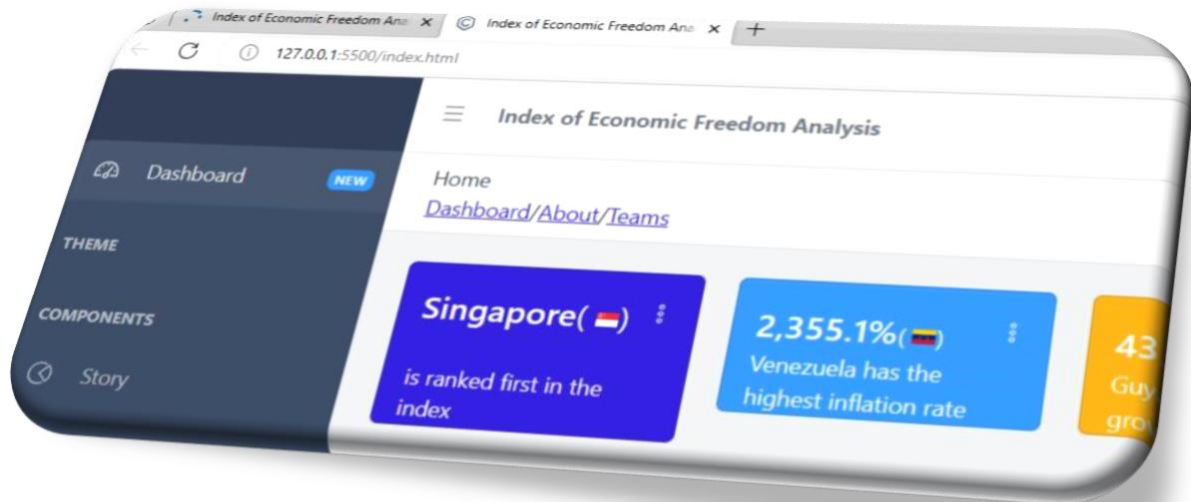 Index of Economic Freedom Ana
Index of Economic Freedom Ana
127.0.0.1:5500/index.html
Index of Economic Freedom Analysis
Dashboard NEW
Home
Dashboard/About/Teams
THEME
COMPONENTS
Story
Singapore( )
is ranked first in the
index
2,355.1%( )
Venezuela has the
highest inflation rate
43
Guy